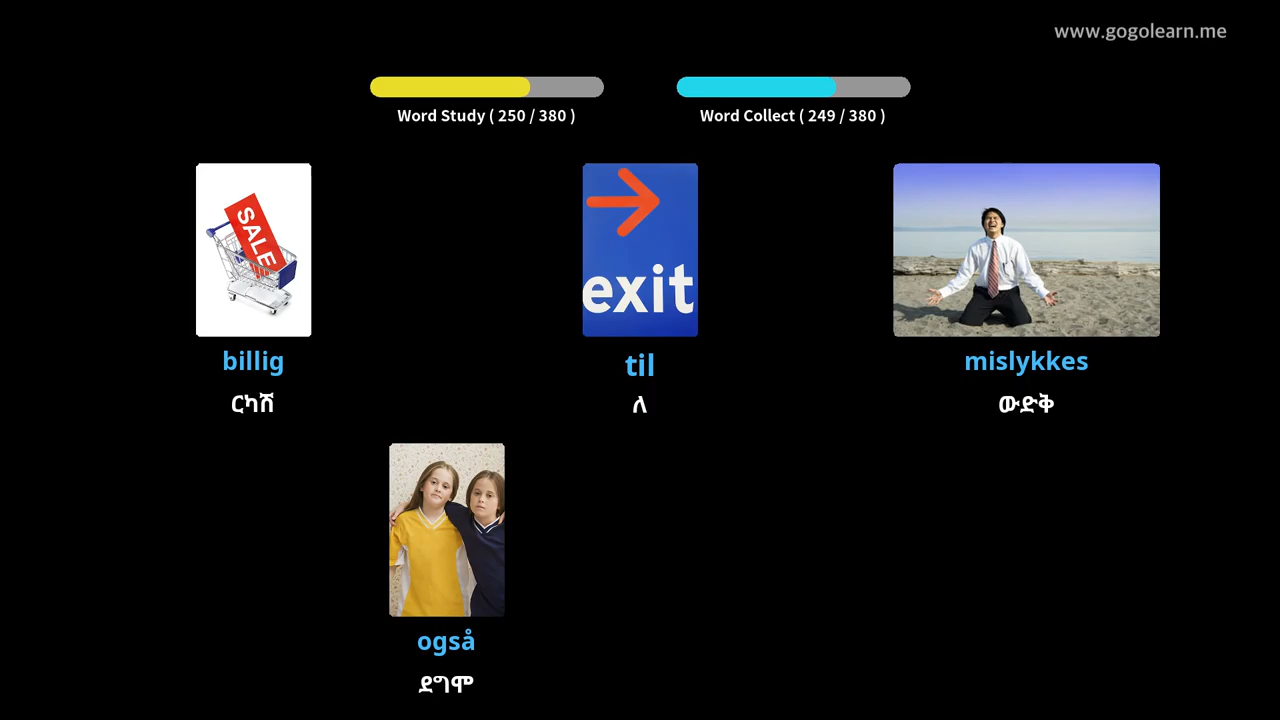 www.gogolearn.me
Word Study ( 250 / 380 )
Word Collect ( 249 / 380 )
SALE
exit
billig
til
mislykkes
ርካሽ
ለ
ውድቅ
også
ደግሞ